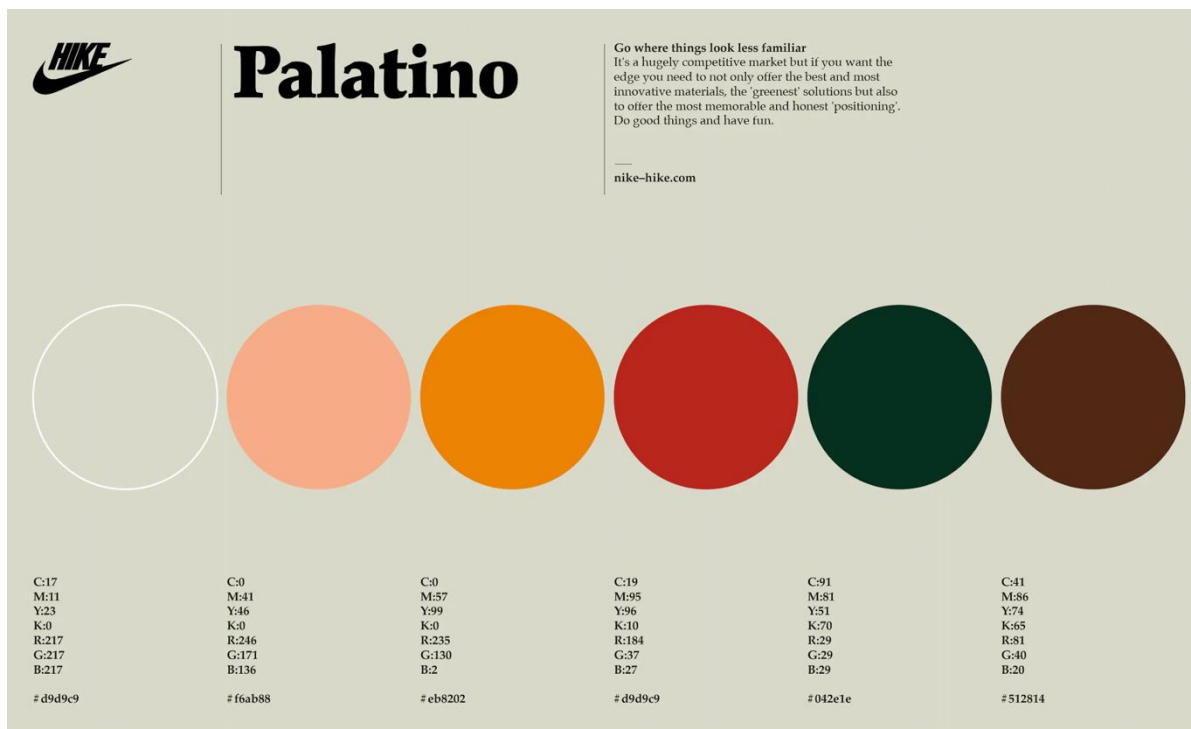 HIKE
Palatino
Go where things look less familiar
It's a hugely competitive market but if you want the
edge you need to not only offer the best and most
innovative materials, the 'greenest' solutions but also
to offer the most memorable and honest 'positioning'.
Do good things and have fun.
nike–hike.com
C:17
M:11
Y:23
K:0
R:217
G:217
B:217
#d9d9c9
C:0
M:41
Y:46
K:0
R:246
G:171
B:136
#f6ab88
C:0
M:57
Y:99
K:0
R:235
G:130
B:2
#eb8202
C:19
M:95
Y:96
K:10
R:184
G:37
B:27
#d9d9c9
C:91
M:81
Y:51
K:70
R:29
G:29
B:29
#042e1e
C:41
M:86
Y:74
K:65
R:81
G:40
B:20
#512814